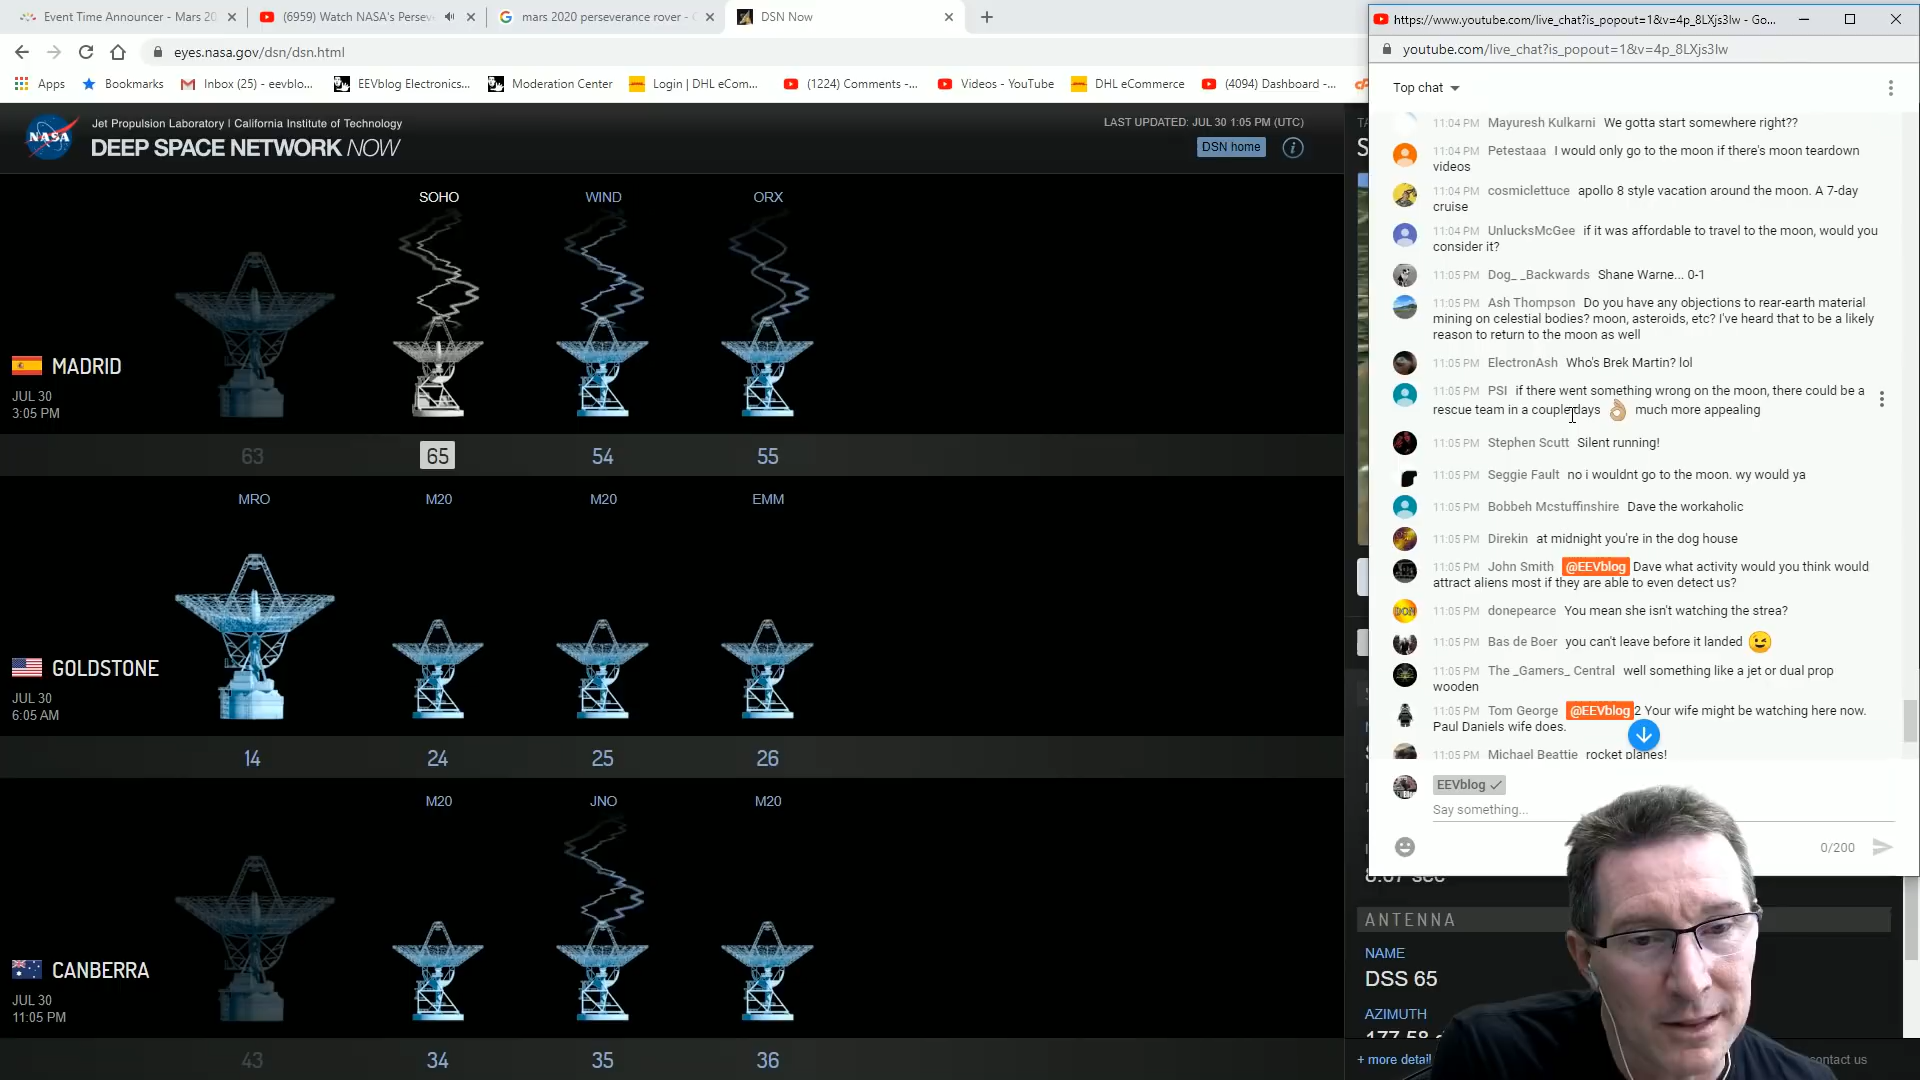 Event Time Announcer - Mars 20
(6959) Watch NASA's Persev
mars 2020 perseverance rover -
DSN Now
eyes.nasa.gov/dsn/dsn.html
Apps
Bookmarks
Inbox (25) - eevblo...
EEVblog Electronics...
Moderation Center
Login | DHL eCom...
(1224) Comments -...
Videos - YouTube
DHL eCommerce
(4094) Dashboard -...
NASA
Jet Propulsion Laboratory | California Institute of Technology
DEEP SPACE NETWORK NOW
LAST UPDATED: JUL 30 1:05 PM (UTC)
DSN home
SOHO
WIND
ORX
MADRID
JUL 30
3:05 PM
63
65
54
55
MRO
M20
M20
EMM
GOLDSTONE
JUL 30
6:05 AM
14
24
25
26
M20
JNO
M20
CANBERRA
JUL 30
11:05 PM
43
34
35
36
https://www.youtube.com/live_chat?is_popout=1&v=4p_8LXjs3Iw - Go...
youtube.com/live_chat?is_popout=1&v=4p_8LXjs3Iw
Top chat
11:04 PM Mayuresh Kulkarni We gotta start somewhere right??
11:04 PM Petestaaa I would only go to the moon if there's moon teardown
videos
11:04 PM cosmiclettuce apollo 8 style vacation around the moon. A 7-day
cruise
11:04 PM UnlucksMcGee if it was affordable to travel to the moon, would you
consider it?
11:05 PM Dog_ _Backwards Shane Warne... 0-1
11:05 PM Ash Thompson Do you have any objections to rear-earth material
mining on celestial bodies? moon, asteroids, etc? I've heard that to be a likely
reason to return to the moon as well
11:05 PM ElectronAsh Who's Brek Martin? lol
11:05 PM PSI if there went something wrong on the moon, there could be a
rescue team in a couple days 👌🏼 much more appealing
11:05 PM Stephen Scutt Silent running!
11:05 PM Seggie Fault no i wouldnt go to the moon. wy would ya
11:05 PM Bobbeh Mcstuffinshire Dave the workaholic
11:05 PM Direkin at midnight you're in the dog house
11:05 PM John Smith @EEVblog Dave what activity would you think would
attract aliens most if they are able to even detect us?
11:05 PM donepearce You mean she isn't watching the strea?
11:05 PM Bas de Boer you can't leave before it landed 😉
11:05 PM The _Gamers_ Central well something like a jet or dual prop
wooden
11:05 PM Tom George @EEVblog 2 Your wife might be watching here now.
Paul Daniels wife does.
11:05 PM Michael Beattie rocket planes!
EEVblog
Say something...
0/200
ANTENNA
NAME
DSS 65
AZIMUTH
+ more detail
contact us